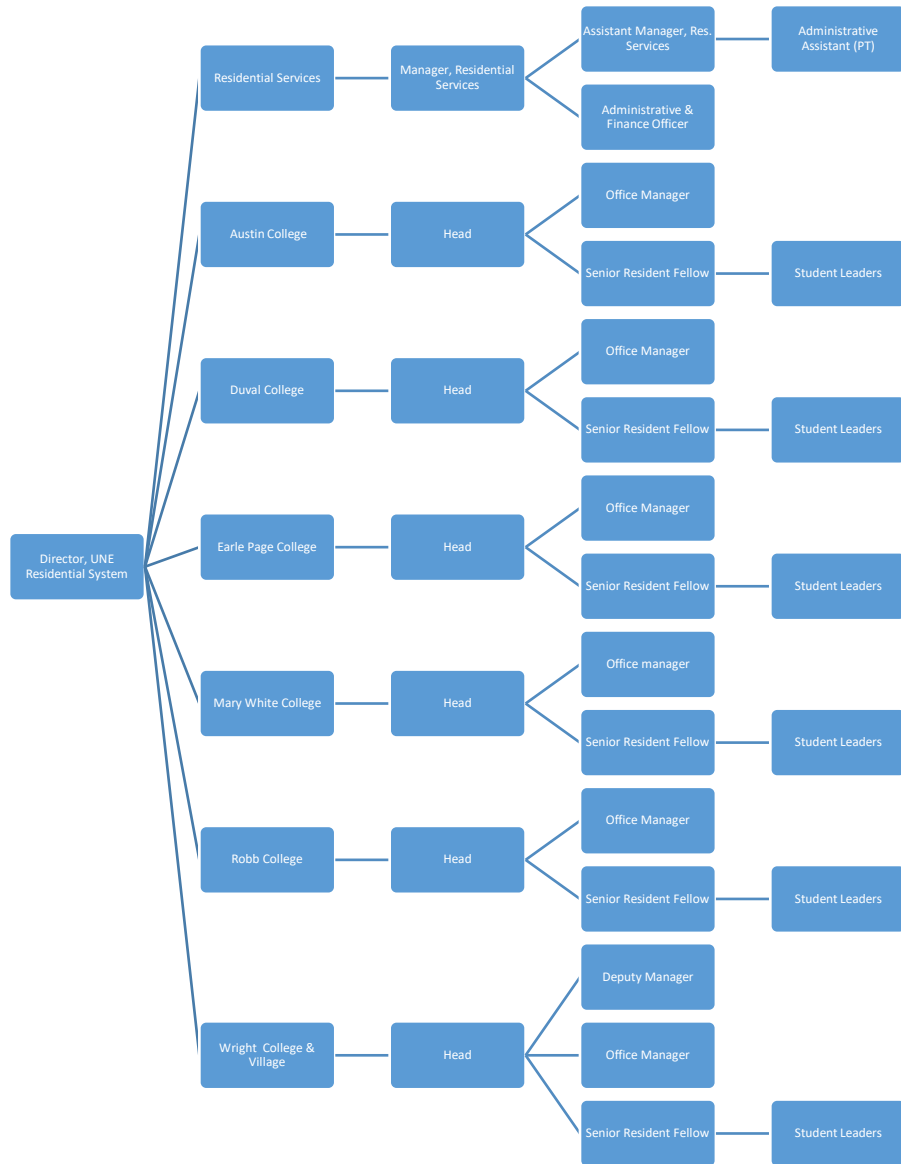 Director, UNE
Residential System
Residential Services
Manager, Residential
Services
Assistant Manager, Res.
Services
Administrative
Assistant (PT)
Administrative &
Finance Officer
Austin College
Head
Office Manager
Senior Resident Fellow
Student Leaders
Duval College
Head
Office Manager
Senior Resident Fellow
Student Leaders
Earle Page College
Head
Office Manager
Senior Resident Fellow
Student Leaders
Mary White College
Head
Office manager
Senior Resident Fellow
Student Leaders
Robb College
Head
Office Manager
Senior Resident Fellow
Student Leaders
Wright College &
Village
Head
Deputy Manager
Office Manager
Senior Resident Fellow
Student Leaders